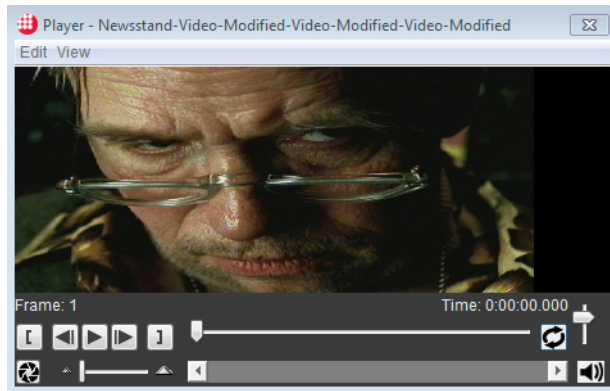 Player - Newsstand-Video-Modified-Video-Modified-Video-Modified
Edit View
Frame: 1 Time: 0:00:00.000